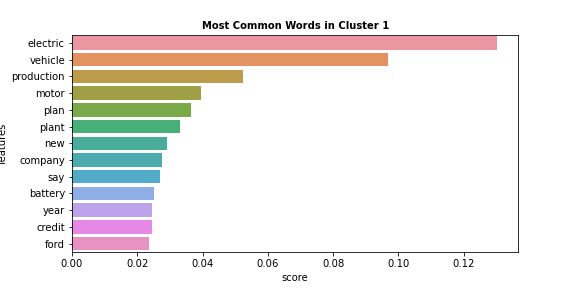 Most Common Words in Cluster 1
electric
vehicle
production
motor
plan
plant
new
company
say
battery
year
credit
ford
features
0.00 0.02 0.04 0.06 0.08 0.10 0.12
score